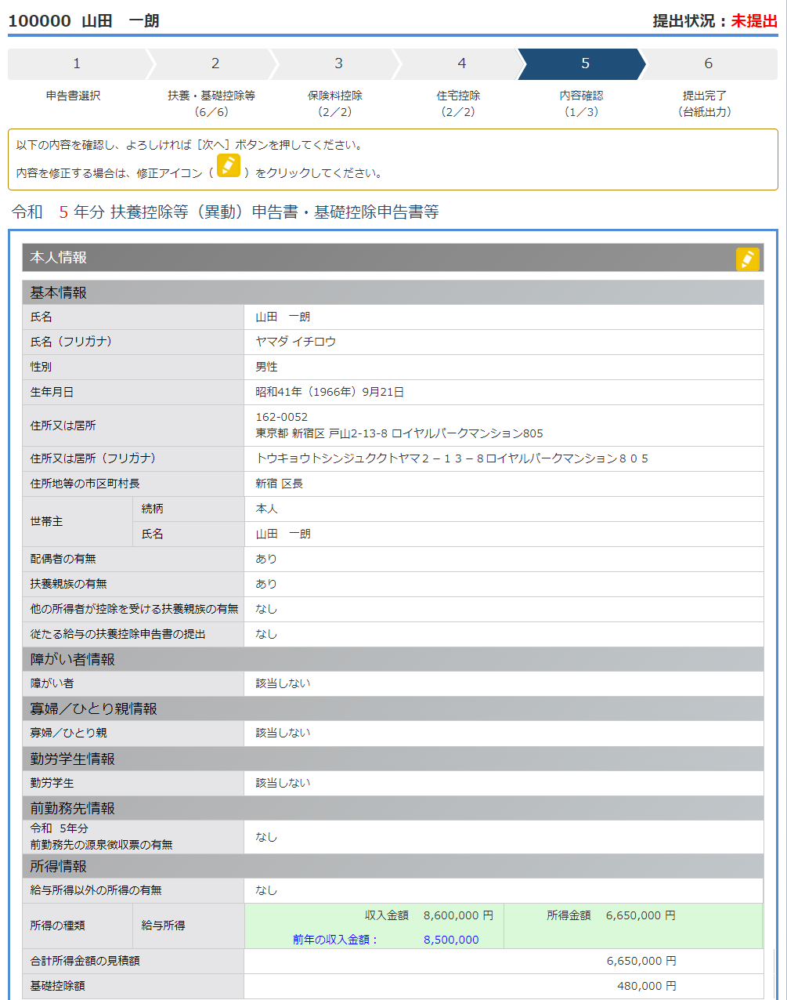 100000 山田　一朗
提出状況：未提出
1 2 3 4 5 6
申告書選択 扶養・基礎控除等 保険料控除 住宅控除 内容確認 提出完了
（6／6） （2／2） （2／2） （1／3） （台紙出力）
以下の内容を確認し、よろしければ［次へ］ボタンを押してください。
内容を修正する場合は、修正アイコン（ ）をクリックしてください。
令和　5 年分 扶養控除等（異動）申告書・基礎控除申告書等
本人情報
基本情報
氏名 山田　一朗
氏名（フリガナ） ヤマダ イチロウ
性別 男性
生年月日 昭和41年（1966年）9月21日
住所又は居所 162-0052
東京都 新宿区 戸山2-13-8 ロイヤルパークマンション805
住所又は居所（フリガナ） トウキョウトシンジュククトヤマ２－１３－８ロイヤルパークマンション８０５
住所地等の市区町村長 新宿 区長
世帯主 続柄 本人
氏名 山田　一朗
配偶者の有無 あり
扶養親族の有無 あり
他の所得者が控除を受ける扶養親族の有無 なし
従たる給与の扶養控除申告書の提出 なし
障がい者情報
障がい者 該当しない
寡婦／ひとり親情報
寡婦／ひとり親 該当しない
勤労学生情報
勤労学生 該当しない
前勤務先情報
令和　5年分
前勤務先の源泉徴収票の有無 なし
所得情報
給与所得以外の所得の有無 なし
所得の種類 給与所得 収入金額 8,600,000 円 所得金額 6,650,000 円
前年の収入金額： 8,500,000
合計所得金額の見積額 6,650,000 円
基礎控除額 480,000 円